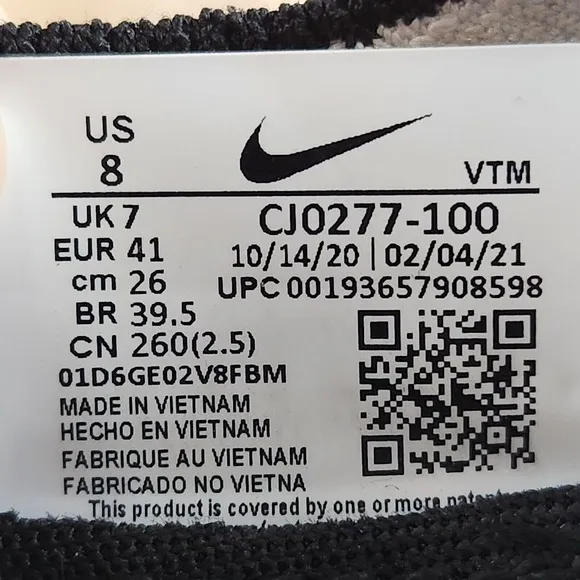 US
8
VTM
UK 7
CJ0277-100
EUR 41
10/14/20 | 02/04/21
cm 26
UPC 00193657908598
BR 39.5
CN 260(2.5)
01D6GE02V8FBM
MADE IN VIETNAM
HECHO EN VIETNAM
FABRIQUE AU VIETNAM
FABRICADO NO VIETNA
This product is covered by one or more